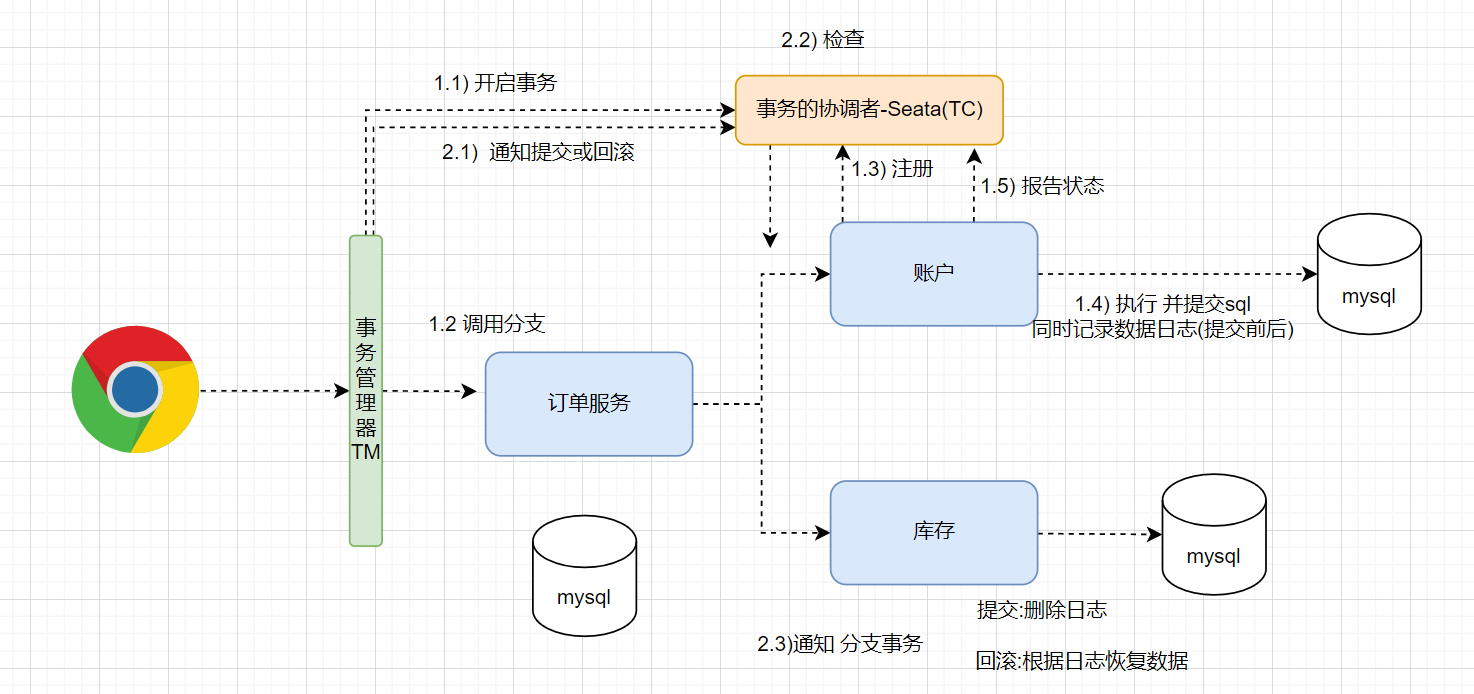 2.2) 检查
1.1) 开启事务
事务的协调者-Seata(TC)
2.1) 通知提交或回滚
1.3) 注册
1.5) 报告状态
账户
mysql
1.4) 执行 并提交sql
同时记录数据日志(提交前后)
1.2 调用分支
事务管理器TM
订单服务
库存
mysql
mysql
提交:删除日志
2.3)通知 分支事务
回滚:根据日志恢复数据